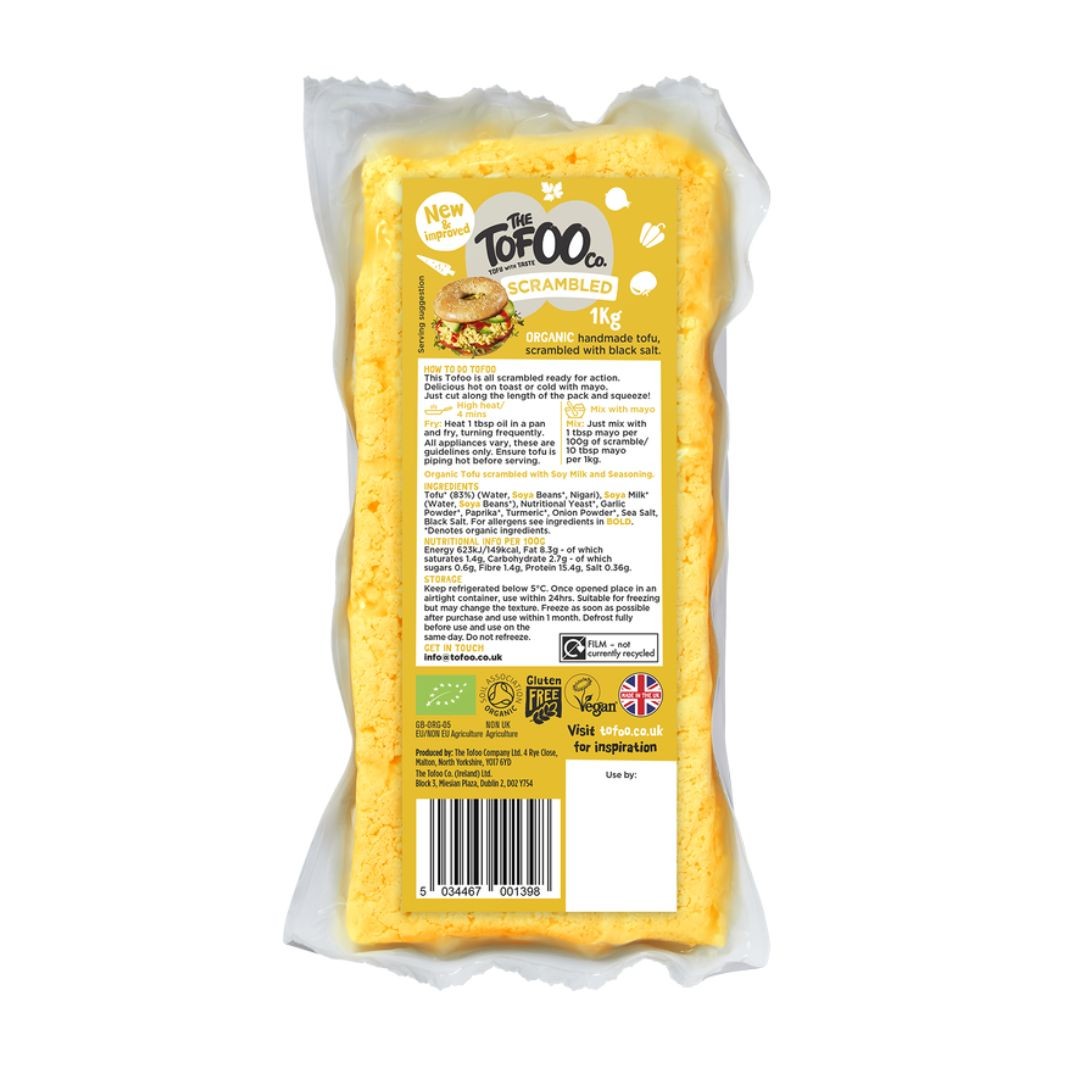 New
&
improved
THE
TOFOO Co.
TOFU WITH TASTE
SCRAMBLED
1Kg
Serving suggestion
ORGANIC handmade tofu,
scrambled with black salt.
HOW TO DO TOFOO
This Tofoo is all scrambled ready for action.
Delicious hot on toast or cold with mayo.
Just cut along the length of the pack and squeeze!
High heat/
4 mins
Fry: Heat 1 tbsp oil in a pan
and fry, turning frequently.
All appliances vary, these are
guidelines only. Ensure tofu is
piping hot before serving.
Mix with mayo
Mix: Just mix with
1 tbsp mayo per
100g of scramble/
10 tbsp mayo
per 1kg.
Organic Tofu scrambled with Soy Milk and Seasoning.
INGREDIENTS
Tofu* (83%) (Water, Soya Beans*, Nigari), Soya Milk*
(Water, Soya Beans*), Nutritional Yeast*, Garlic
Powder*, Paprika*, Turmeric*, Onion Powder*, Sea Salt,
Black Salt. For allergens see ingredients in BOLD.
*Denotes organic ingredients.
NUTRITIONAL INFO PER 100G
Energy 623kJ/149kcal, Fat 8.3g - of which
saturates 1.4g, Carbohydrate 2.7g - of which
sugars 0.6g, Fibre 1.4g, Protein 15.4g, Salt 0.36g.
STORAGE
Keep refrigerated below 5°C. Once opened place in an
airtight container, use within 24hrs. Suitable for freezing
but may change the texture. Freeze as soon as possible
after purchase and use within 1 month. Defrost fully
before use and use on the
same day. Do not refreeze.
GET IN TOUCH
info@tofoo.co.uk
FILM - not
currently recycled
SOIL ASSOCIATION
ORGANIC
Gluten
FREE
Vegan
MADE IN THE UK
GB-ORG-05
EU/NON EU Agriculture
NON UK
Agriculture
Visit tofoo.co.uk
for inspiration
Produced by: The Tofoo Company Ltd. 4 Rye Close,
Malton, North Yorkshire, YO17 6YD
The Tofoo Co. (Ireland) Ltd.
Block 3, Miesian Plaza, Dublin 2, D02 Y754
Use by:
5 034467 001398